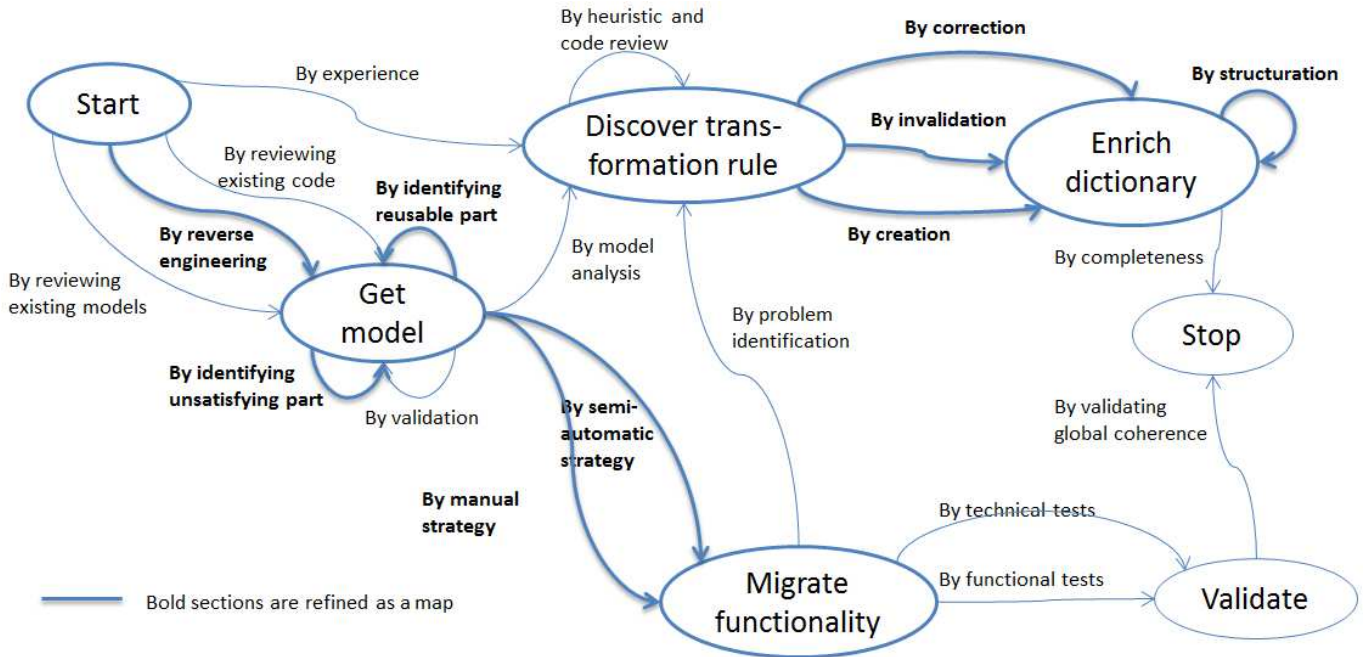 By heuristic and
code review
By correction
By experience
By structuration
Start
Discover trans-
formation rule
By invalidation
Enrich
dictionary
By reviewing
existing code
By identifying
reusable part
By creation
By reverse
engineering
By model
analysis
By completeness
By reviewing
existing models
Get
model
By problem
identification
Stop
By identifying
unsatisfying part
By validation
By semi-
automatic
strategy
By validating
global coherence
By manual
strategy
By technical tests
By functional tests
Migrate
functionality
Validate
Bold sections are refined as a map